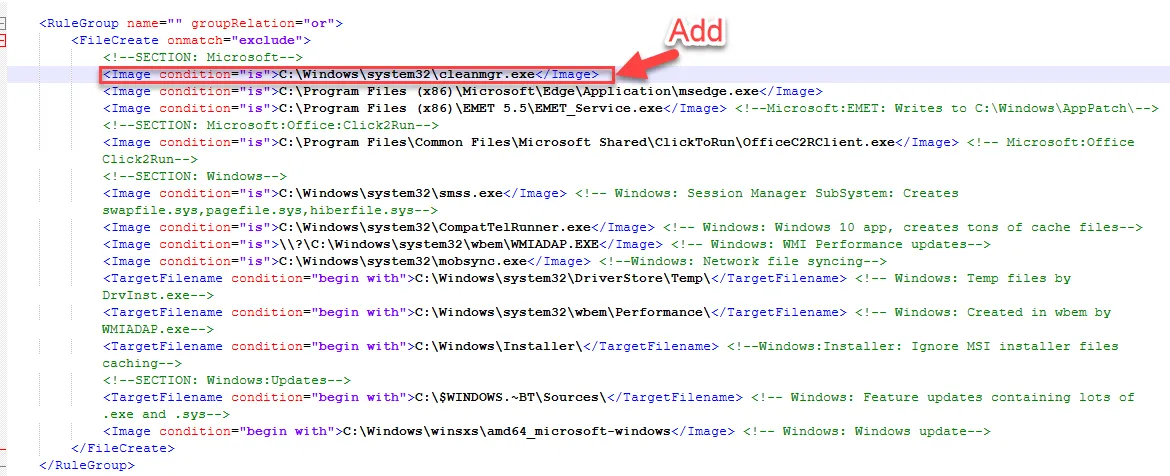 <RuleGroup name="" groupRelation="or">
Add
<FileCreate onmatch="exclude">
<!--SECTION: Microsoft-->
<Image condition="is">C:\Windows\system32\cleanmgr.exe</Image>
<Image condition="is">C:\Program Files (x86)\Microsoft\Edge\Application\msedge.exe</Image>
<Image condition="is">C:\Program Files (x86)\EMET 5.5\EMET_Service.exe</Image> <!--Microsoft:EMET: Writes to C:\Windows\AppPatch\-->
<!--SECTION: Microsoft:Office:Click2Run-->
<Image condition="is">C:\Program Files\Common Files\Microsoft Shared\ClickToRun\OfficeC2RClient.exe</Image> <!-- Microsoft:Office
Click2Run-->
<!--SECTION: Windows-->
<Image condition="is">C:\Windows\system32\smss.exe</Image> <!-- Windows: Session Manager SubSystem: Creates
swapfile.sys,pagefile.sys,hiberfile.sys-->
<Image condition="is">C:\Windows\system32\CompatTelRunner.exe</Image> <!-- Windows: Windows 10 app, creates tons of cache files-->
<Image condition="is">\\?\C:\Windows\system32\wbem\WMIADAP.EXE</Image> <!-- Windows: WMI Performance updates-->
<Image condition="is">C:\Windows\system32\mobsync.exe</Image> <!--Windows: Network file syncing-->
<TargetFilename condition="begin with">C:\Windows\system32\DriverStore\Temp\</TargetFilename> <!-- Windows: Temp files by
DrvInst.exe-->
<TargetFilename condition="begin with">C:\Windows\system32\wbem\Performance\</TargetFilename> <!-- Windows: Created in wbem by
WMIADAP.exe-->
<TargetFilename condition="begin with">C:\Windows\Installer\</TargetFilename> <!--Windows:Installer: Ignore MSI installer files
caching-->
<!--SECTION: Windows:Updates-->
<TargetFilename condition="begin with">C:\$WINDOWS.~BT\Sources\</TargetFilename> <!-- Windows: Feature updates containing lots of
.exe and .sys-->
<Image condition="begin with">C:\Windows\winsxs\amd64_microsoft-windows</Image> <!-- Windows: Windows update-->
</FileCreate>
</RuleGroup>